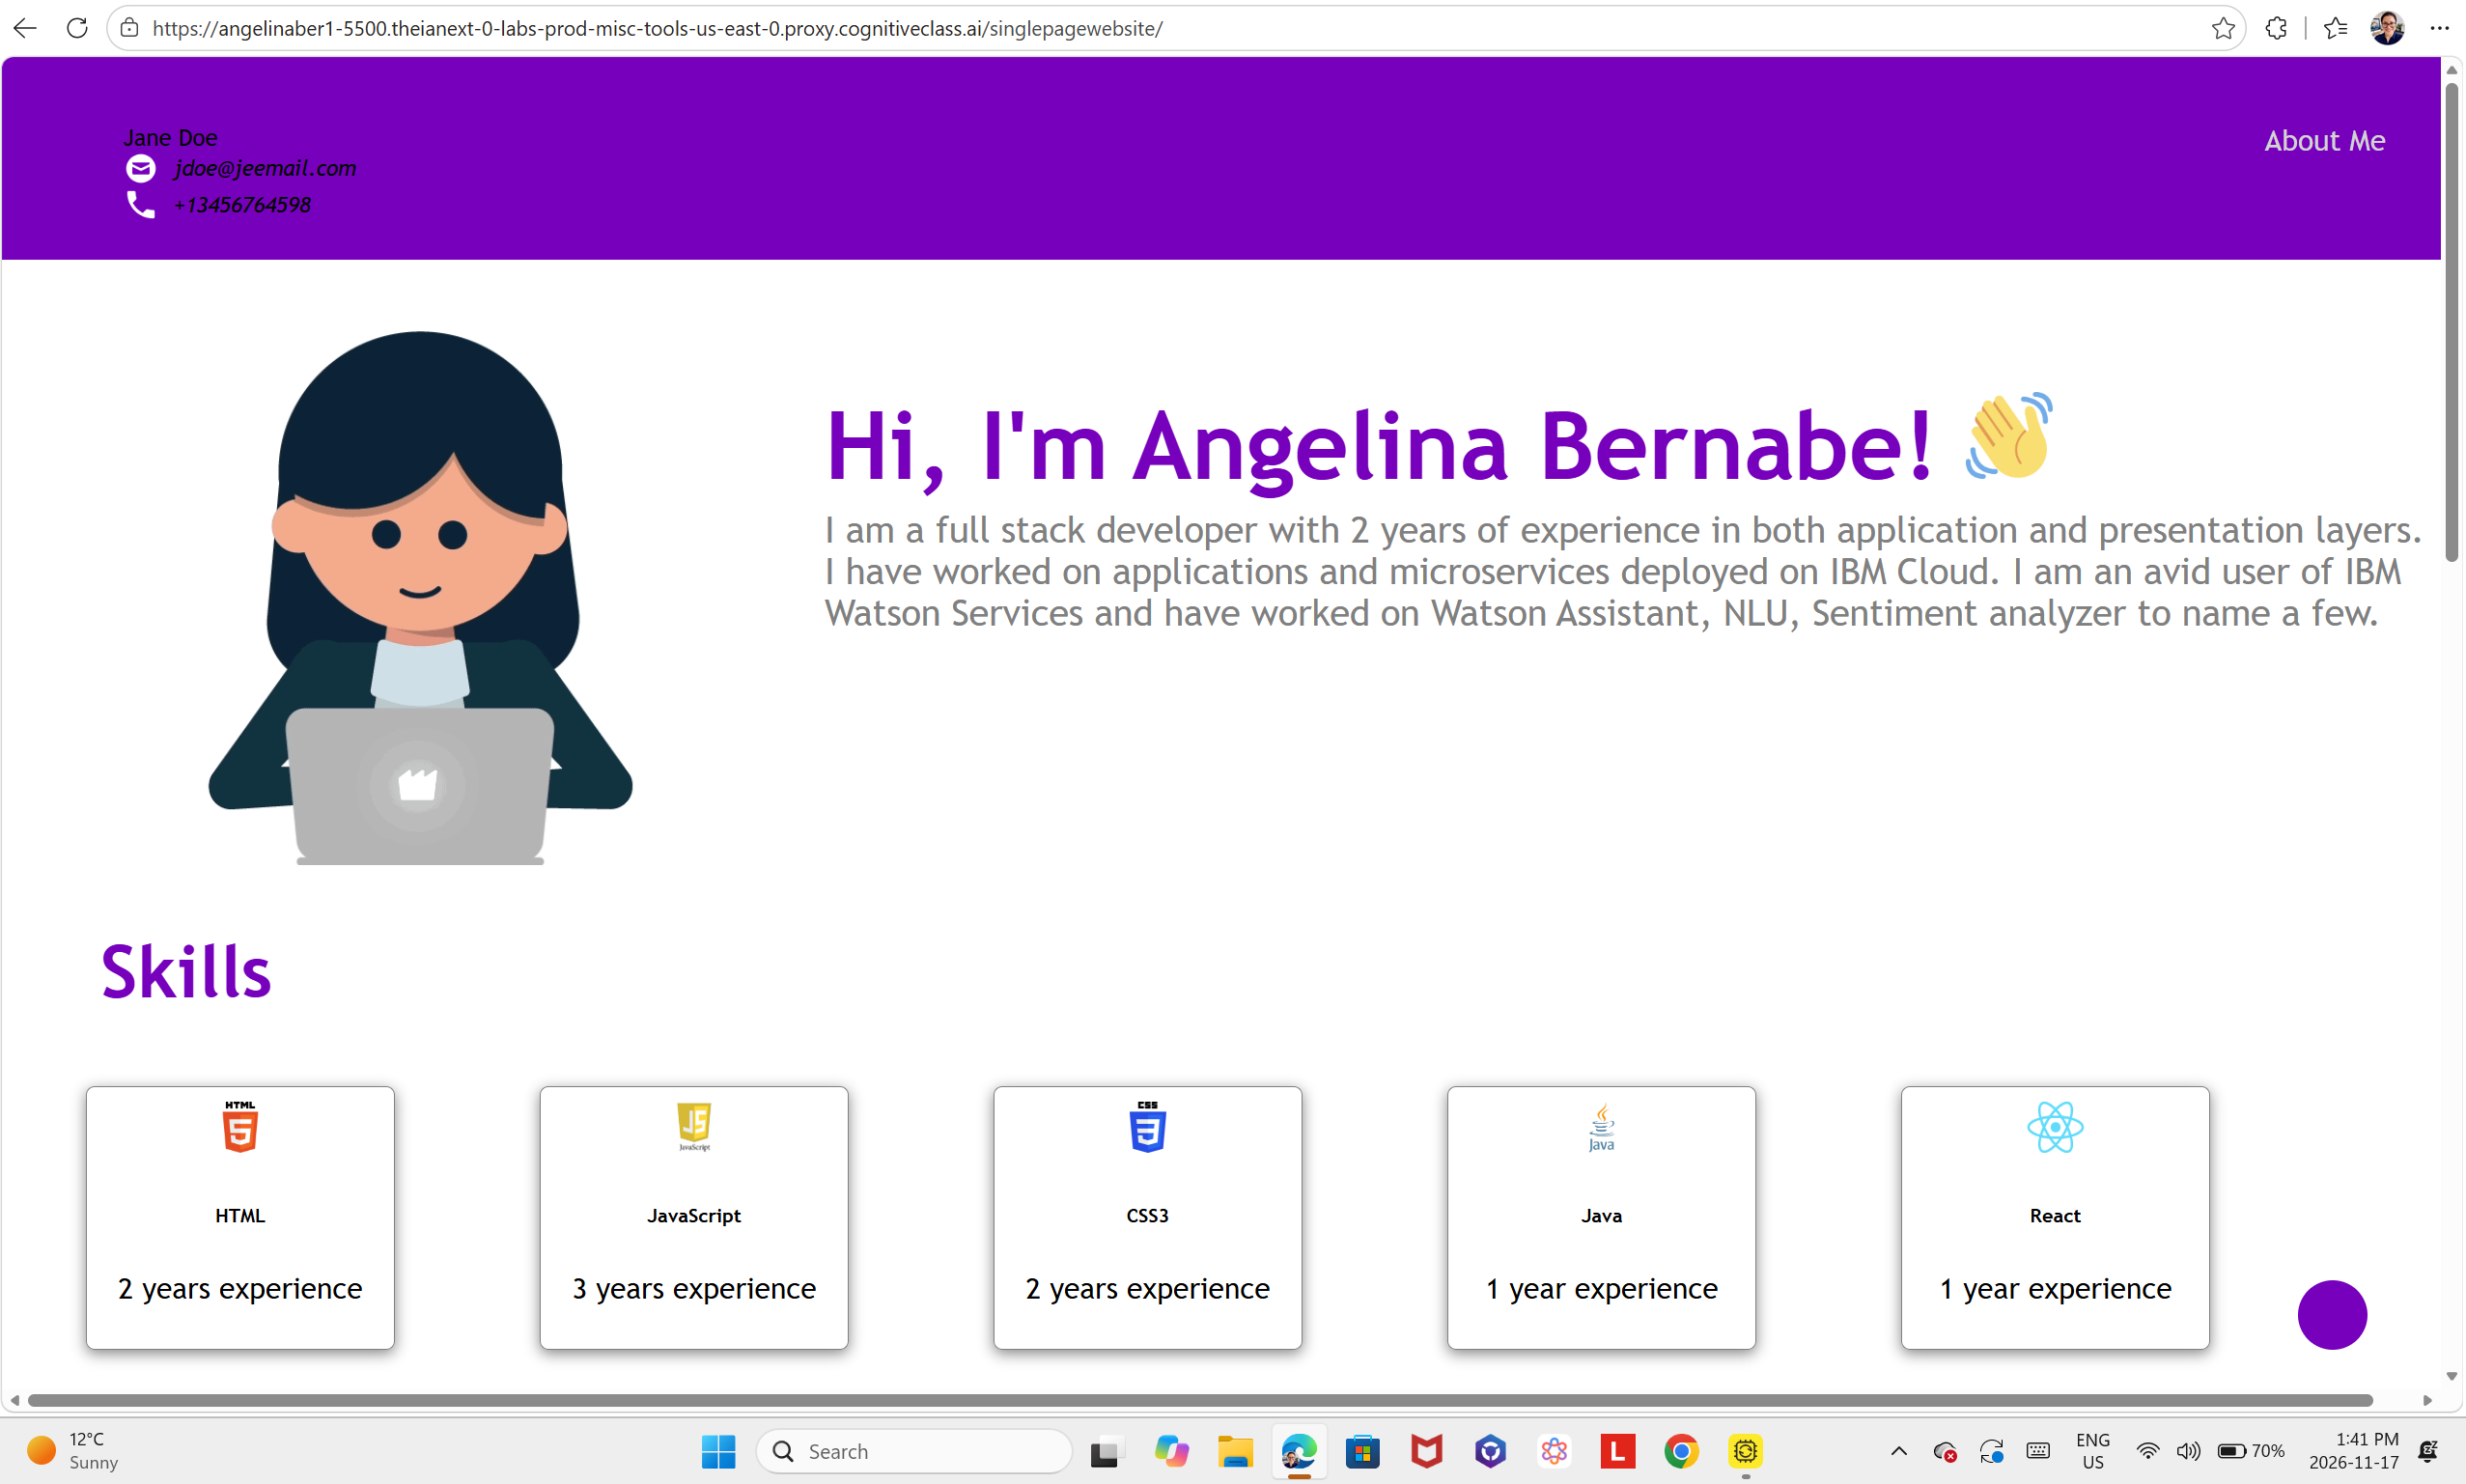 https://angelinaber1-5500.theianext-0-labs-prod-misc-tools-us-east-0.proxy.cognitiveclass.ai/singlepagewebsite/
Jane Doe
jdoe@jeemail.com
+13456764598
About Me
Hi, I'm Angelina Bernabe! 👋
I am a full stack developer with 2 years of experience in both application and presentation layers.
I have worked on applications and microservices deployed on IBM Cloud. I am an avid user of IBM
Watson Services and have worked on Watson Assistant, NLU, Sentiment analyzer to name a few.
Skills
HTML
5
HTML
2 years experience
JS
JavaScript
JavaScript
3 years experience
CSS
3
CSS3
2 years experience
Java
Java
1 year experience
React
1 year experience
12°C
Sunny
Search
L
ENG
US
70%
1:41 PM
2026-11-17